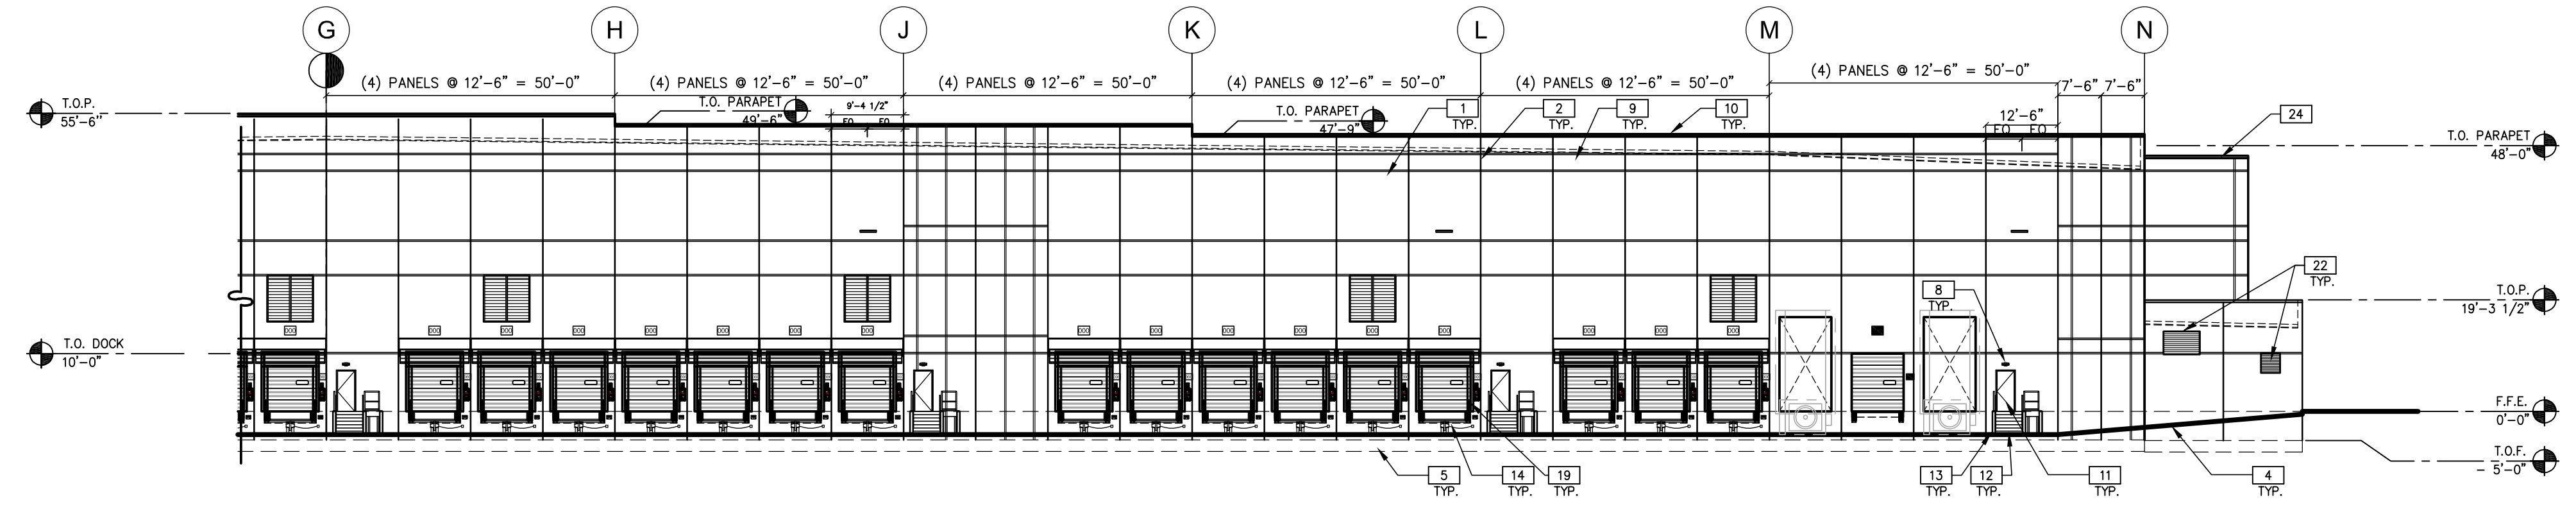 G H J K L M N
(4) PANELS @ 12'-6" = 50'-0"
(4) PANELS @ 12'-6" = 50'-0"
(4) PANELS @ 12'-6" = 50'-0"
(4) PANELS @ 12'-6" = 50'-0"
(4) PANELS @ 12'-6" = 50'-0"
(4) PANELS @ 12'-6" = 50'-0"
7'-6" 7'-6"
T.O.P.
55'-6"
T.O. PARAPET
49'-6"
9'-4 1/2"
EQ EQ
T.O. PARAPET
47'-9"
1
TYP.
2
TYP.
9
TYP.
10
TYP.
12'-6"
EQ EQ
24
T.O. PARAPET
48'-0"
22
TYP.
8
TYP.
T.O.P.
19'-3 1/2"
T.O. DOCK
10'-0"
F.F.E.
0'-0"
T.O.F.
- 5'-0"
5
TYP.
14
TYP.
19
TYP.
13
TYP.
12
TYP.
11
TYP.
4
TYP.